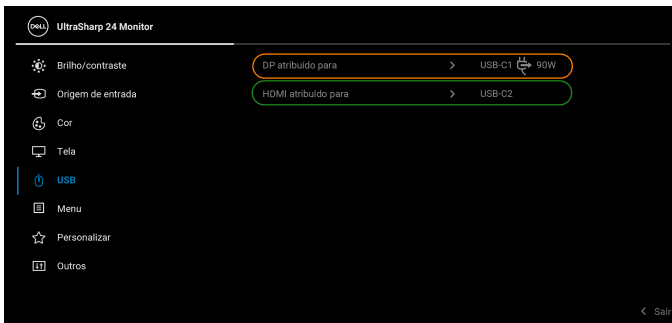 DELL
UltraSharp 24 Monitor
Brilho/contraste
Origem de entrada
Cor
Tela
USB
Menu
Personalizar
Outros
DP atribuído para > USB-C1 90W
HDMI atribuído para > USB-C2
< Sair